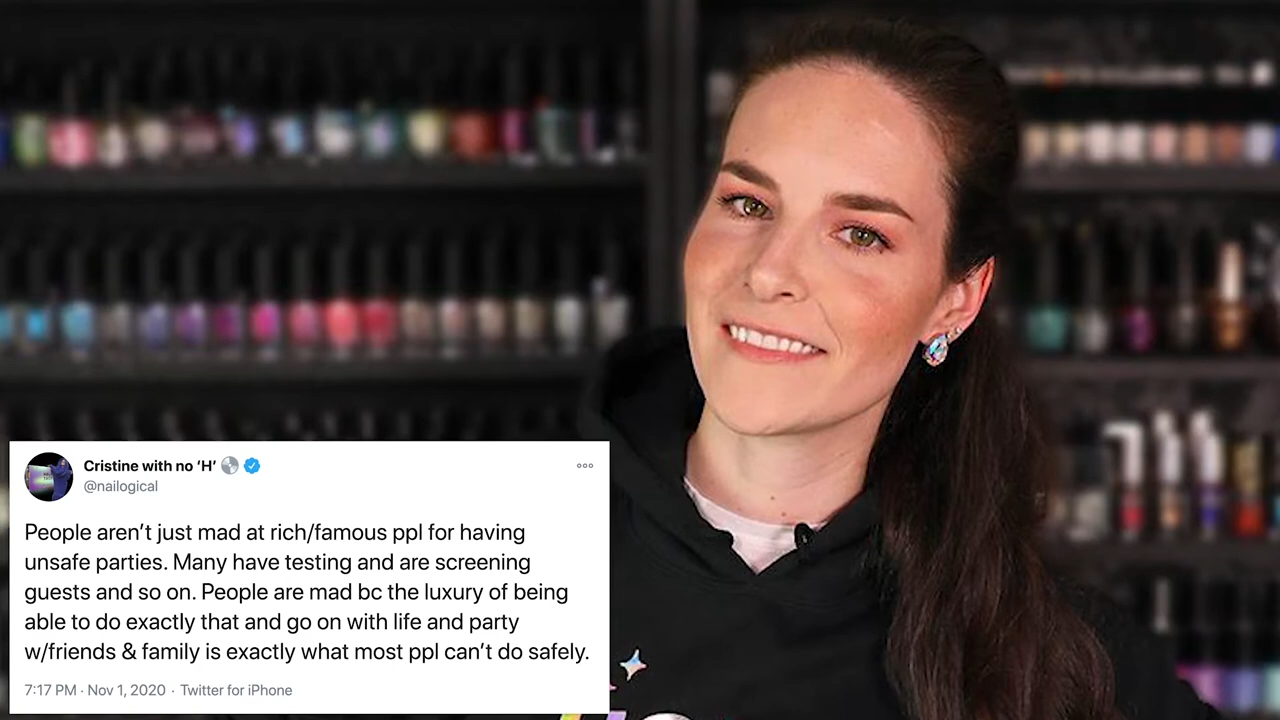 Cristine with no ‘H’
@nailogical
People aren’t just mad at rich/famous ppl for having
unsafe parties. Many have testing and are screening
guests and so on. People are mad bc the luxury of being
able to do exactly that and go on with life and party
w/friends & family is exactly what most ppl can’t do safely.
7:17 PM · Nov 1, 2020 · Twitter for iPhone